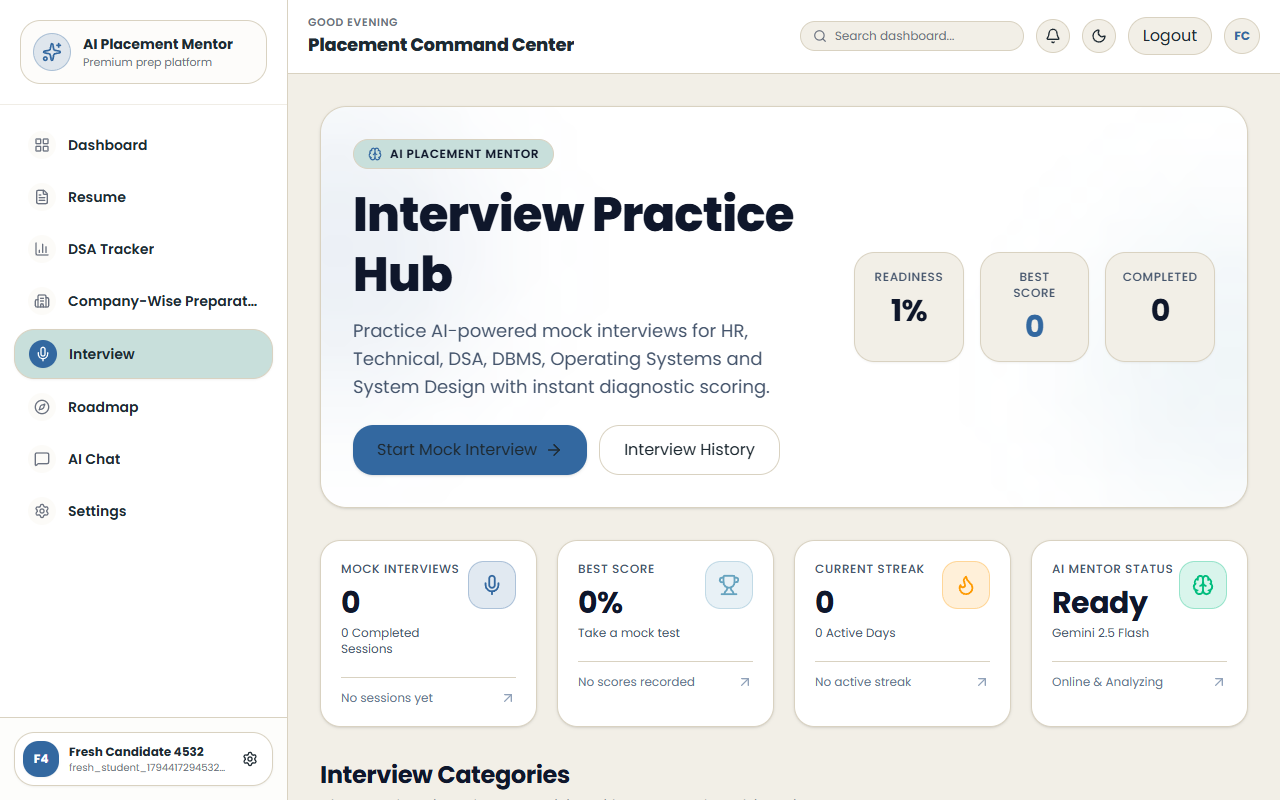 AI Placement Mentor
Premium prep platform
Dashboard
Resume
DSA Tracker
Company-Wise Preparat...
Interview
Roadmap
AI Chat
Settings
F4
Fresh Candidate 4532
fresh_student_1794417294532...
GOOD EVENING
Placement Command Center
Search dashboard...
Logout
FC
AI PLACEMENT MENTOR
Interview Practice
Hub
Practice AI-powered mock interviews for HR,
Technical, DSA, DBMS, Operating Systems and
System Design with instant diagnostic scoring.
Start Mock Interview
Interview History
READINESS
1%
BEST
SCORE
0
COMPLETED
0
MOCK INTERVIEWS
0
0 Completed
Sessions
No sessions yet
BEST SCORE
0%
Take a mock test
No scores recorded
CURRENT STREAK
0
0 Active Days
No active streak
AI MENTOR STATUS
Ready
Gemini 2.5 Flash
Online & Analyzing
Interview Categories